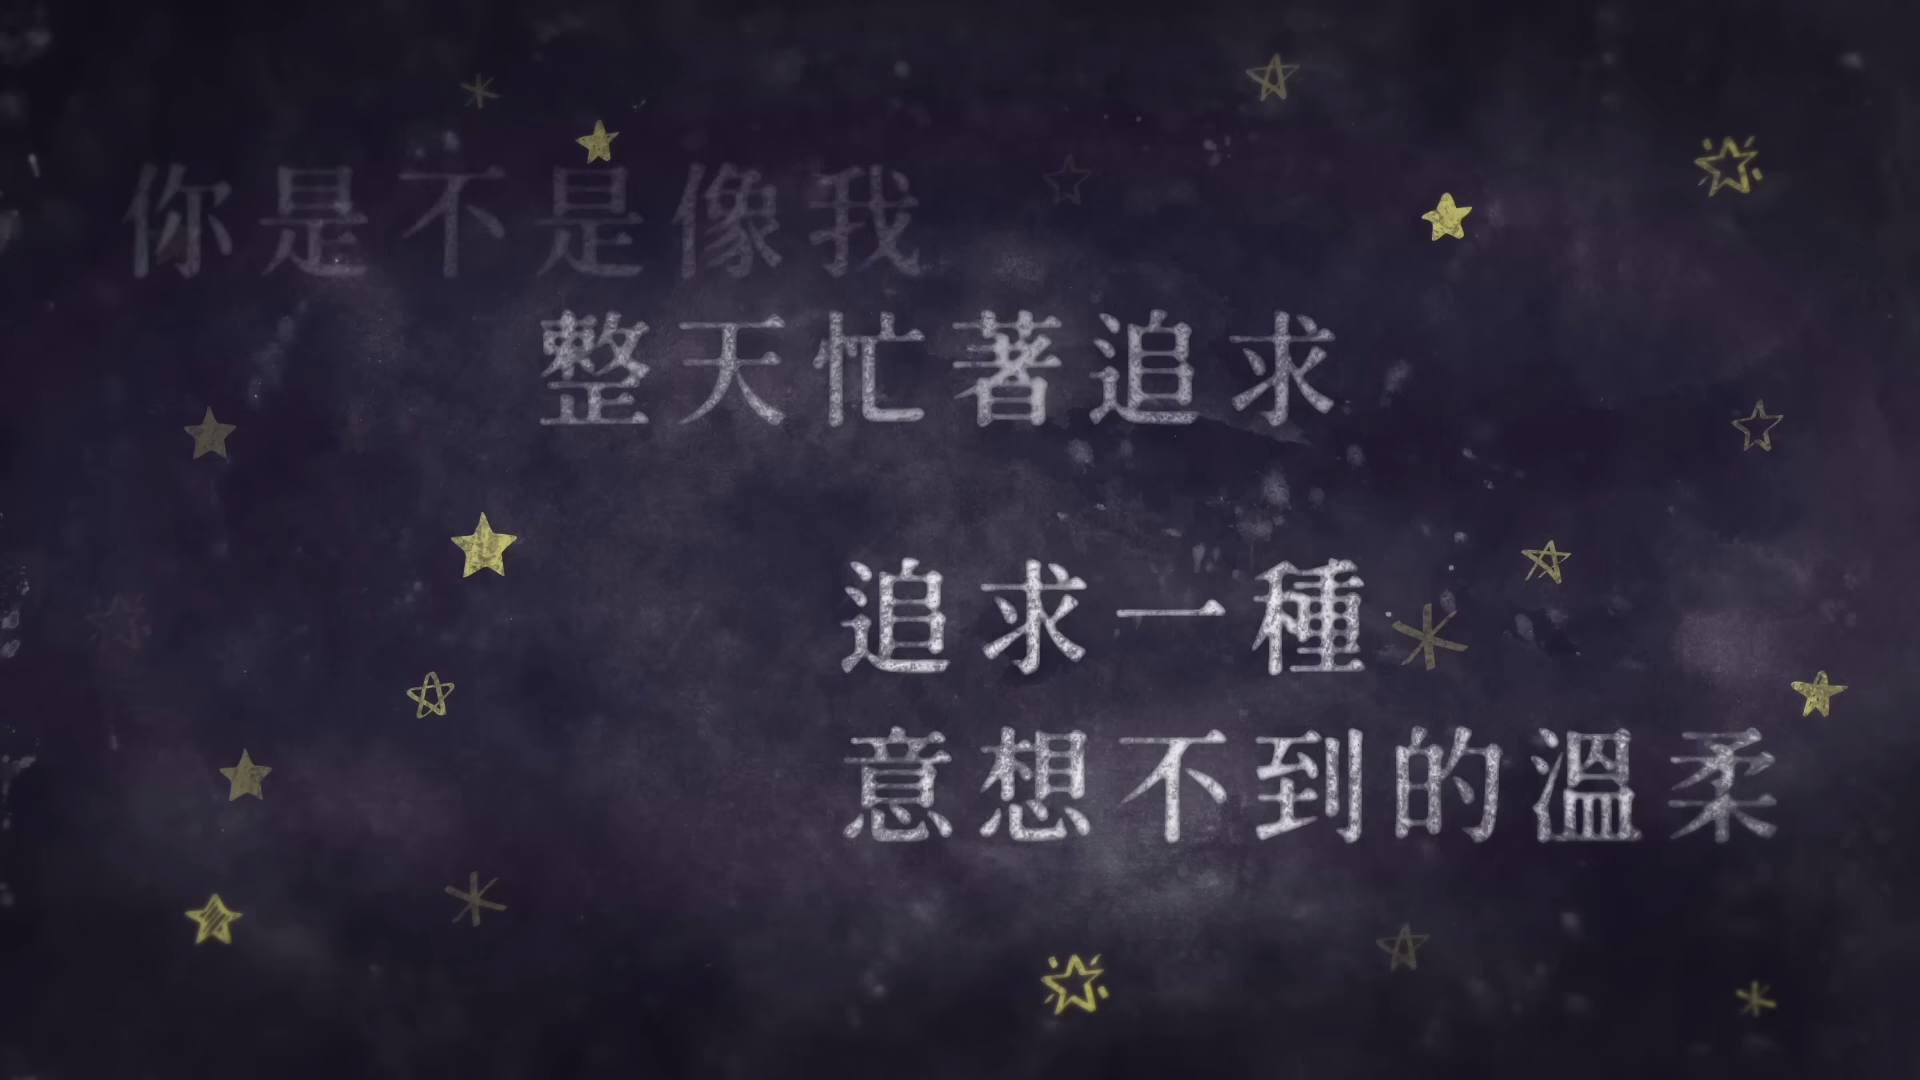 你是不是像我
整天忙著追求
追求一種
意想不到的溫柔